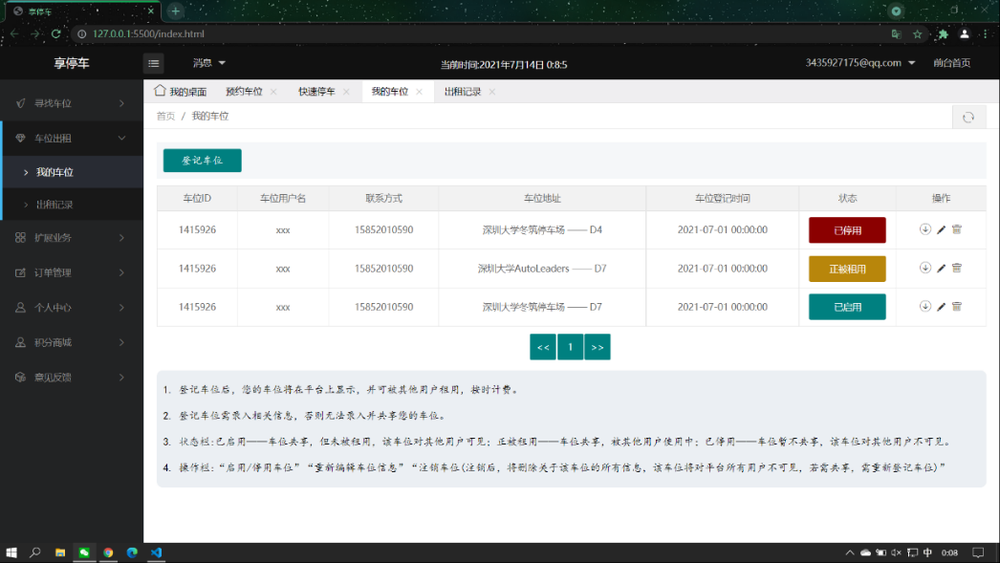 享停车
127.0.0.1:5500/index.html
享停车
消息
当前时间:2021年7月14日 0:8:5
3435927175@qq.com
前台首页
寻找车位
车位出租
我的车位
出租记录
扩展业务
订单管理
个人中心
积分商城
意见反馈
我的桌面
预约车位
快速停车
我的车位
出租记录
首页 / 我的车位
登记车位
车位ID 车位用户名 联系方式 车位地址 车位登记时间 状态 操作
1415926 xxx 15852010590 深圳大学冬筑停车场 —— D4 2021-07-01 00:00:00 已停用
1415926 xxx 15852010590 深圳大学AutoLeaders —— D7 2021-07-01 00:00:00 正被租用
1415926 xxx 15852010590 深圳大学冬筑停车场 —— D7 2021-07-01 00:00:00 已启用
<< 1 >>
1. 登记车位后，您的车位将在平台上显示，并可被其他用户租用，按时计费。
2. 登记车位需录入相关信息，否则无法录入并共享您的车位。
3. 状态栏:已启用——车位共享，但未被租用，该车位对其他用户可见；正被租用——车位共享，被其他用户使用中；已停用——车位暂不共享，该车位对其他用户不可见。
4. 操作栏:“启用/停用车位”“重新编辑车位信息”“注销车位(注销后，将删除关于该车位的所有信息，该车位将对平台所有用户不可见，若需共享，需重新登记车位)”
中
0:08